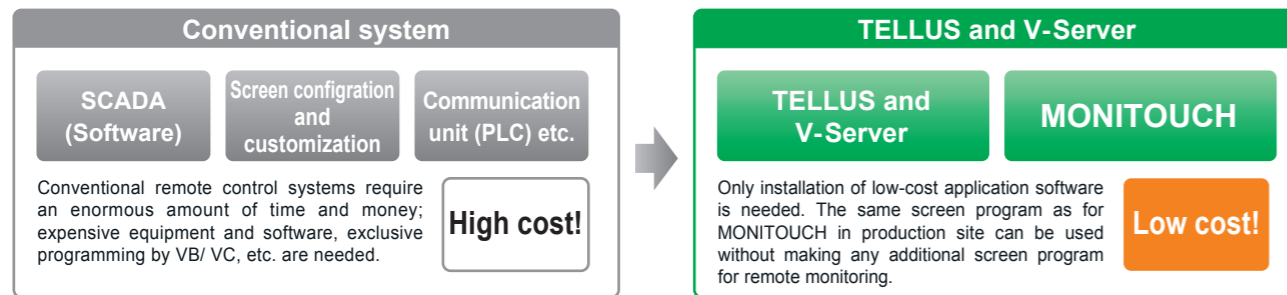 Conventional system
SCADA
(Software)
Screen configration
and
customization
Communication
unit (PLC) etc.
Conventional remote control systems require
an enormous amount of time and money;
expensive equipment and software, exclusive
programming by VB/ VC, etc. are needed.
High cost!
TELLUS and V-Server
TELLUS and
V-Server
MONITOUCH
Only installation of low-cost application software
is needed. The same screen program as for
MONITOUCH in production site can be used
without making any additional screen program
for remote monitoring.
Low cost!